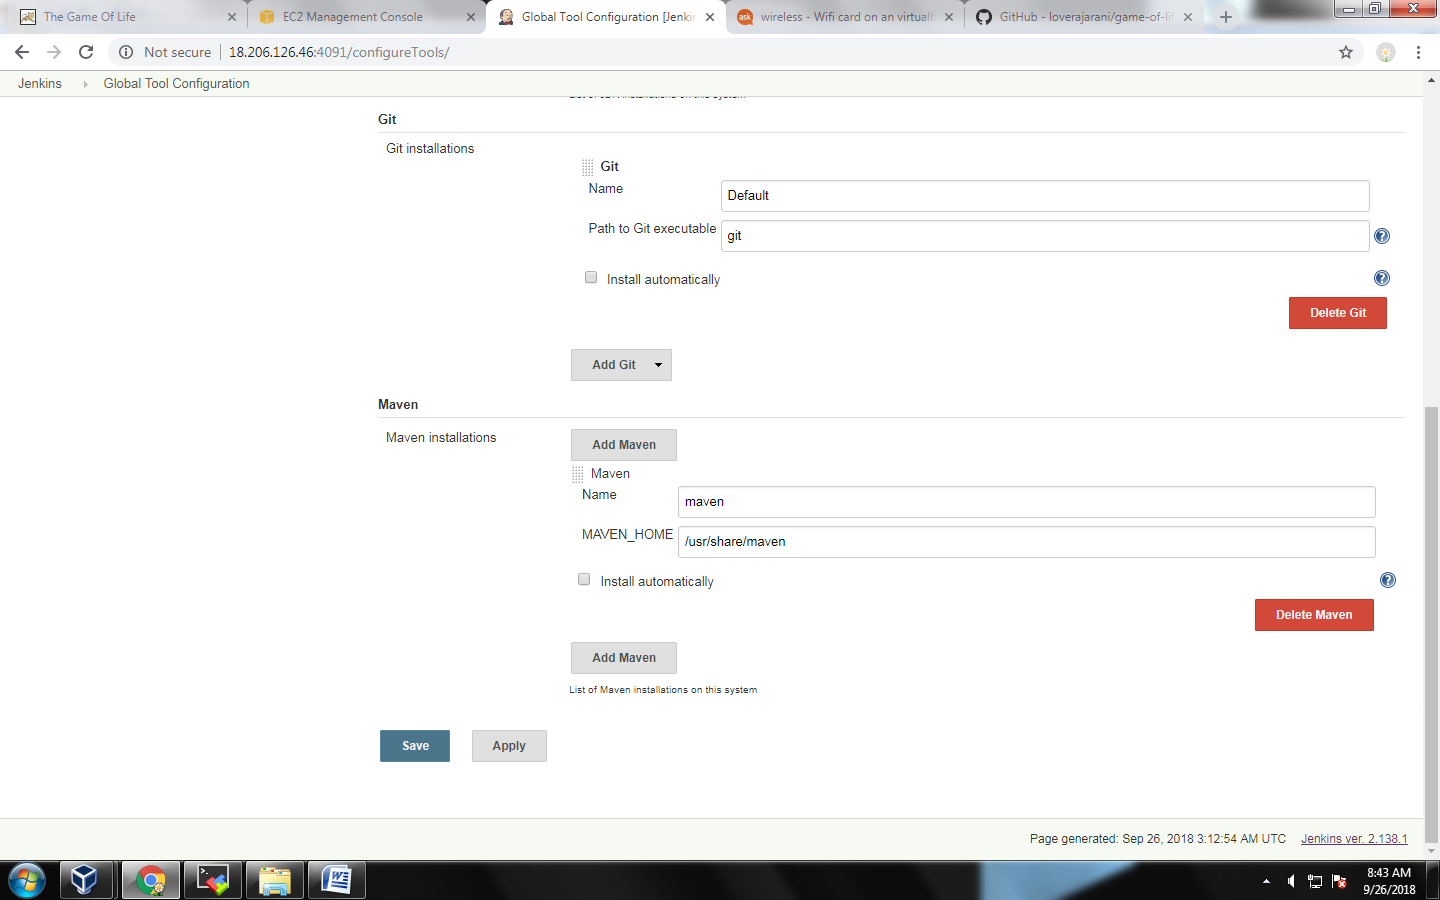 The Game Of Life
EC2 Management Console
Global Tool Configuration [Jenki
ask
wireless - Wifi card on an virtual
GitHub - loverajarani/game-of-li
Not secure
18.206.126.46:4091/configureTools/
Jenkins
Global Tool Configuration
Git
Git installations
Git
Name
Default
Path to Git executable
git
Install automatically
Delete Git
Add Git
Maven
Maven installations
Add Maven
Maven
Name
maven
MAVEN_HOME
/usr/share/maven
Install automatically
Delete Maven
Add Maven
List of Maven installations on this system
Save
Apply
Page generated: Sep 26, 2018 3:12:54 AM UTC
Jenkins ver. 2.138.1
8:43 AM
9/26/2018